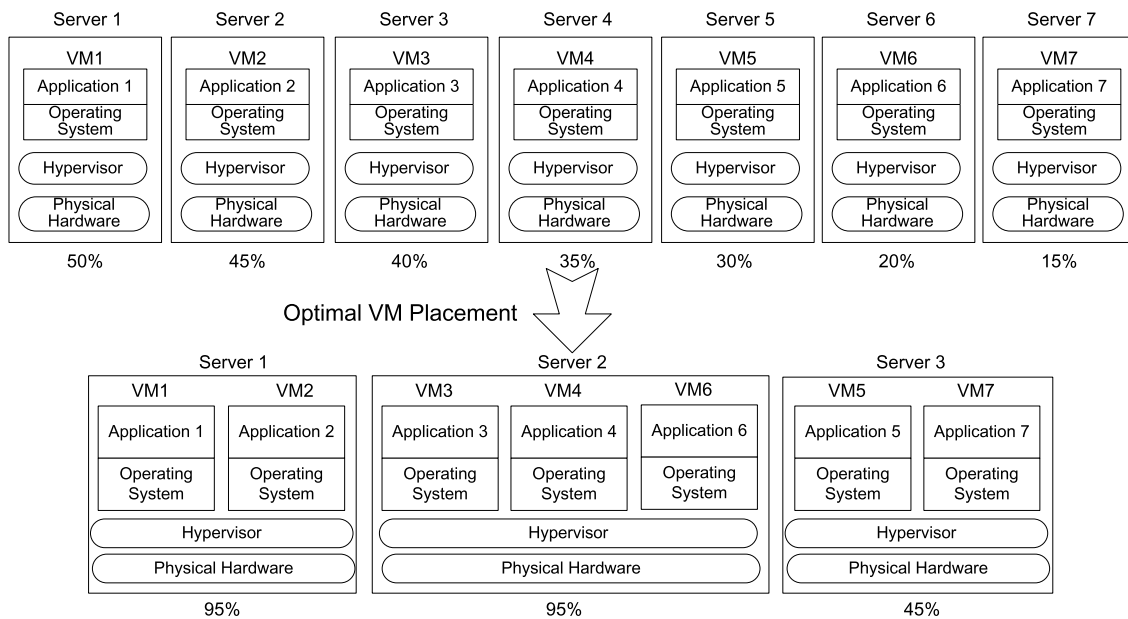 Server 1
Server 2
Server 3
Server 4
Server 5
Server 6
Server 7
VM1
VM2
VM3
VM4
VM5
VM6
VM7
Application 1
Application 2
Application 3
Application 4
Application 5
Application 6
Application 7
Operating
System
Operating
System
Operating
System
Operating
System
Operating
System
Operating
System
Operating
System
Hypervisor
Hypervisor
Hypervisor
Hypervisor
Hypervisor
Hypervisor
Hypervisor
Physical
Hardware
Physical
Hardware
Physical
Hardware
Physical
Hardware
Physical
Hardware
Physical
Hardware
Physical
Hardware
50%
45%
40%
35%
30%
20%
15%
Optimal VM Placement
Server 1
Server 2
Server 3
VM1
VM2
VM3
VM4
VM6
VM5
VM7
Application 1
Application 2
Application 3
Application 4
Application 6
Application 5
Application 7
Operating
System
Operating
System
Operating
System
Operating
System
Operating
System
Operating
System
Operating
System
Hypervisor
Hypervisor
Hypervisor
Physical Hardware
Physical Hardware
Physical Hardware
95%
95%
45%